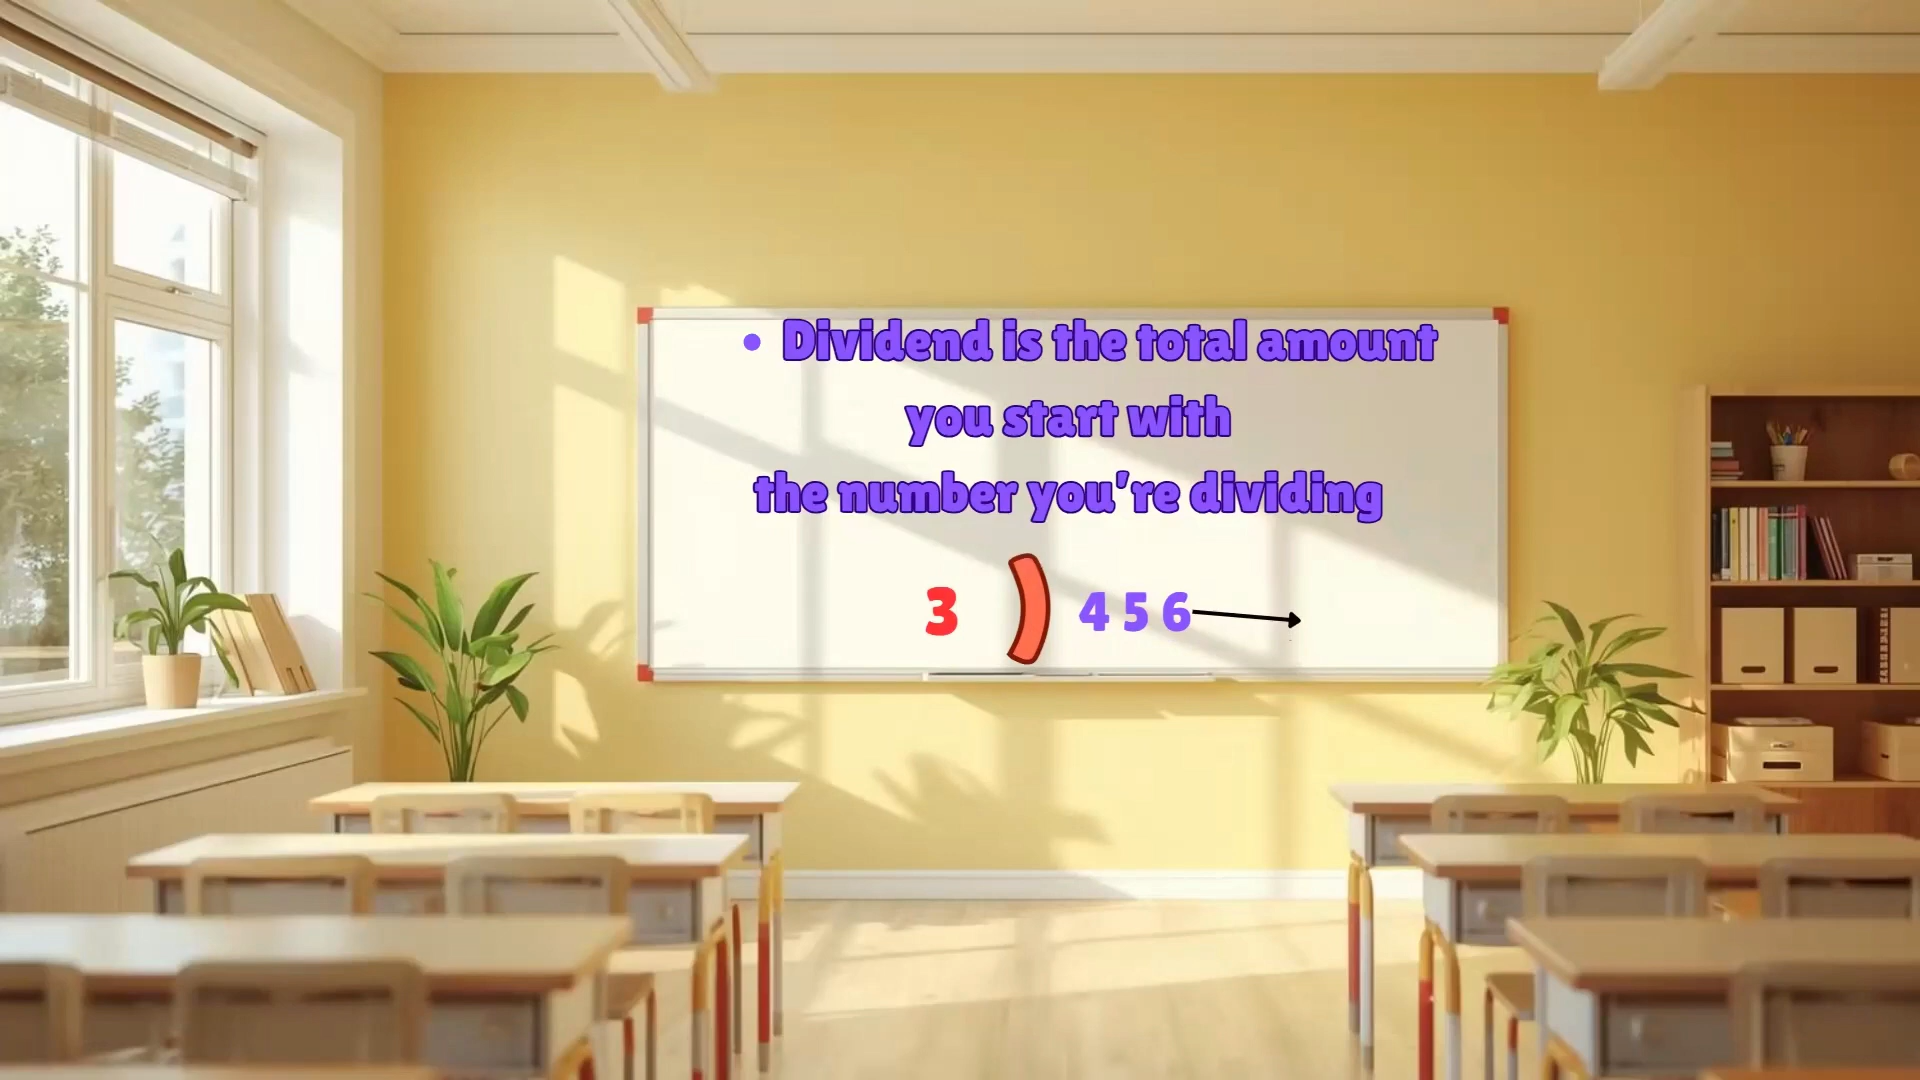 • Dividend is the total amount
you start with
the number you're dividing
3 ) 4 5 6